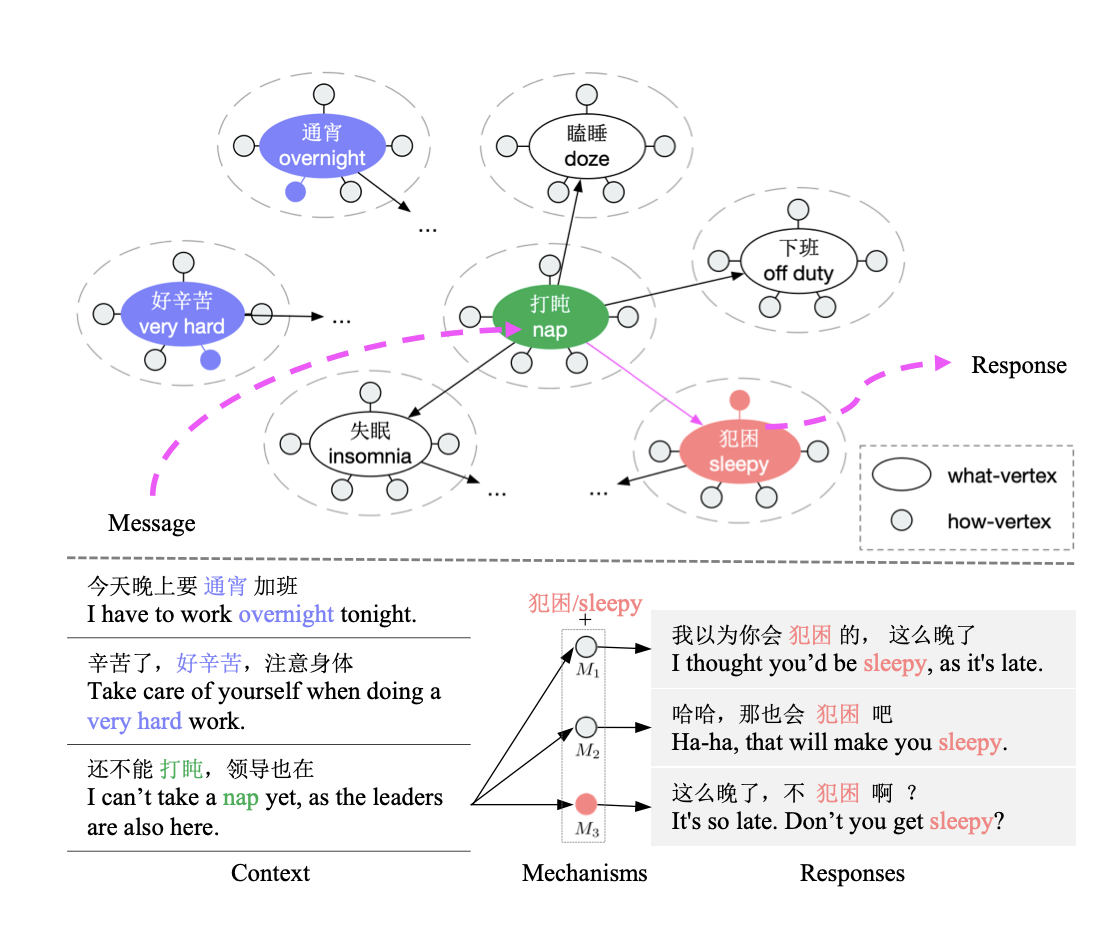 通宵
overnight
瞌睡
doze
...
下班
off duty
好辛苦
very hard
...
打盹
nap
Response
失眠
insomnia
犯困
sleepy
...
...
what-vertex
how-vertex
Message
今天晚上要 通宵 加班
I have to work overnight tonight.
辛苦了，好辛苦，注意身体
Take care of yourself when doing a
very hard work.
还不能 打盹，领导也在
I can’t take a nap yet, as the leaders
are also here.
Context
犯困/sleepy
+
M1
M2
M3
Mechanisms
我以为你会 犯困 的， 这么晚了
I thought you’d be sleepy, as it's late.
哈哈，那也会 犯困 吧
Ha-ha, that will make you sleepy.
这么晚了，不 犯困 啊 ？
It's so late. Don’t you get sleepy?
Responses